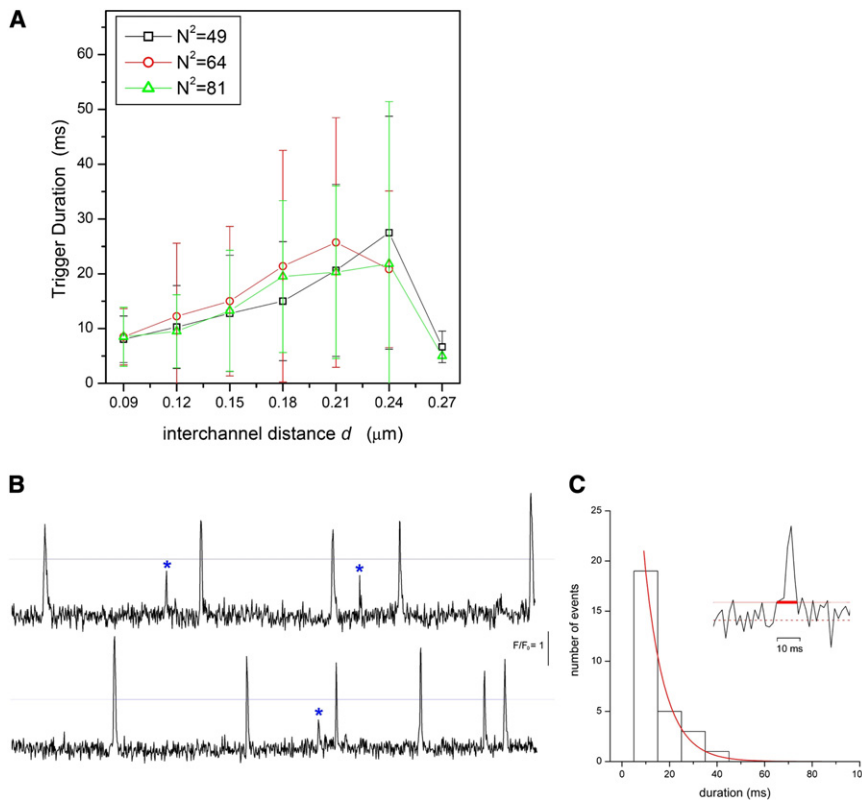 A
N²=49
N²=64
N²=81
Trigger Duration (ms)
60
50
40
30
20
10
0
0.09 0.12 0.15 0.18 0.21 0.24 0.27
interchannel distance d (μm)
B
*
*
F/F₀ = 1
*
C
number of events
25
20
15
10
5
0
10 ms
0 20 40 60 80 100
duration (ms)